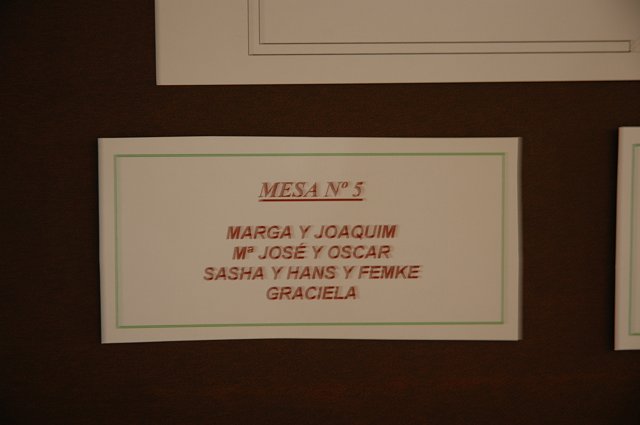 MESA Nº 5
MARGA Y JOAQUIM
Mª JOSÉ Y OSCAR
SASHA Y HANS Y FEMKE
GRACIELA